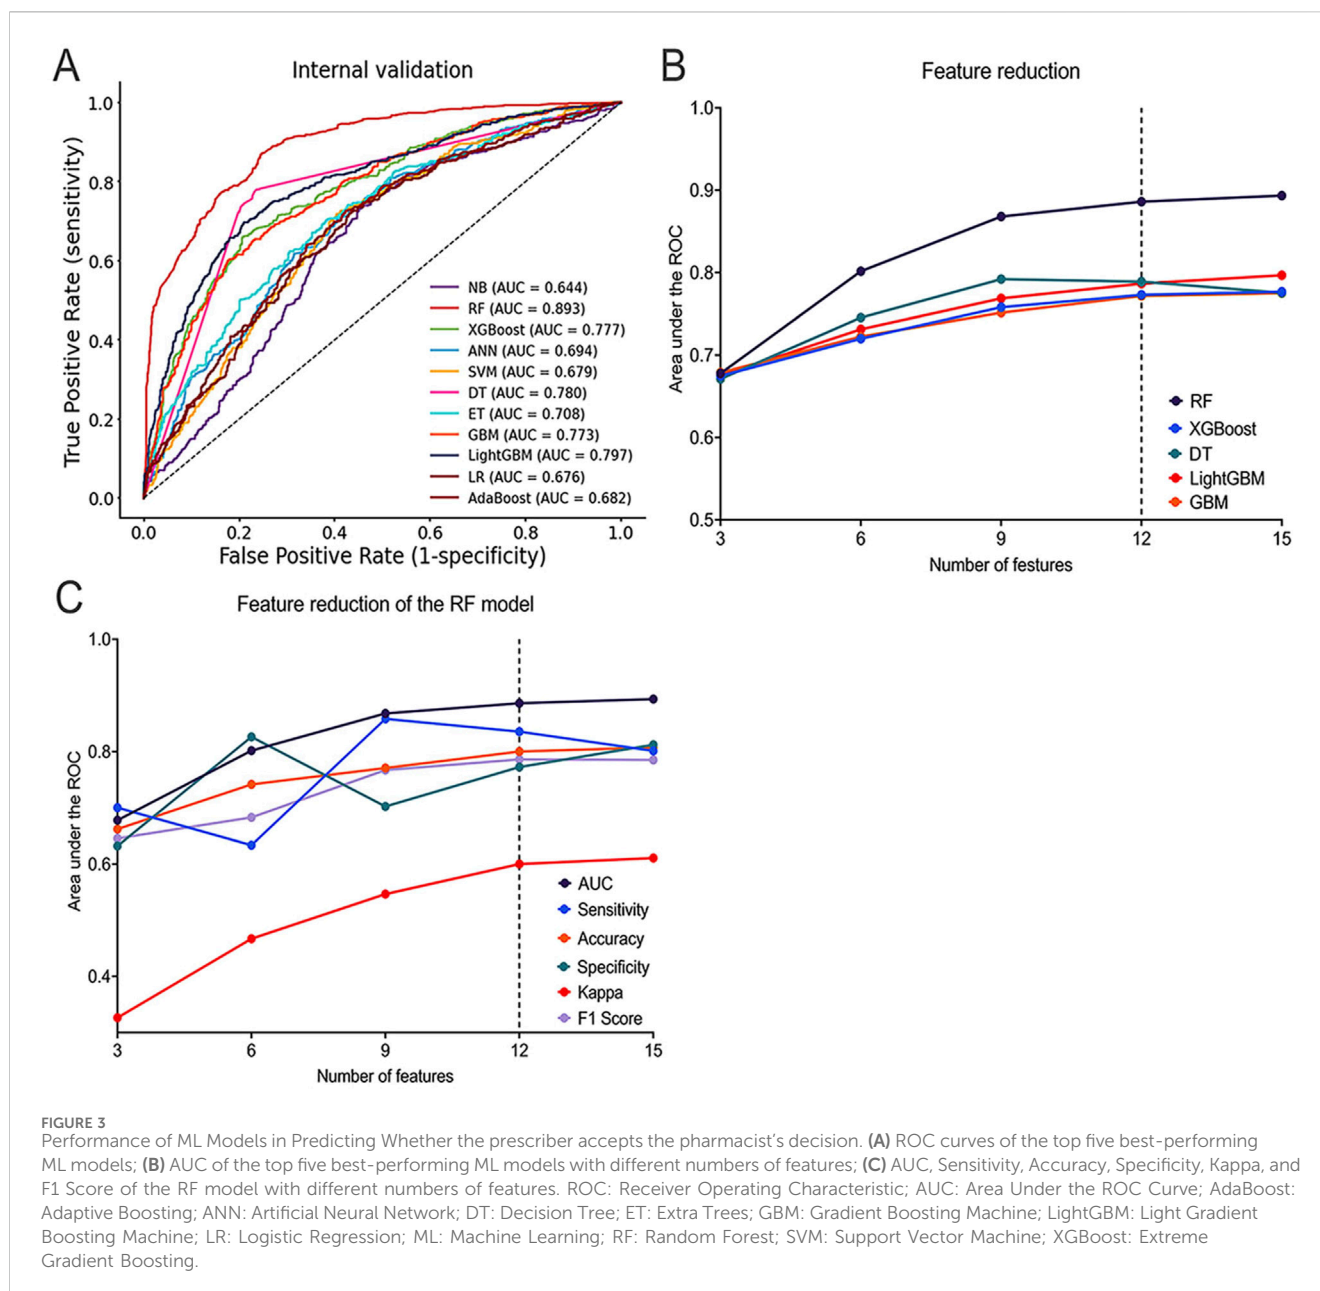 A
Internal validation
True Positive Rate (sensitivity)
1.0
0.8
0.6
0.4
0.2
0.0
NB (AUC = 0.644)
RF (AUC = 0.893)
XGBoost (AUC = 0.777)
ANN (AUC = 0.694)
SVM (AUC = 0.679)
DT (AUC = 0.780)
ET (AUC = 0.708)
GBM (AUC = 0.773)
LightGBM (AUC = 0.797)
LR (AUC = 0.676)
AdaBoost (AUC = 0.682)
0.0 0.2 0.4 0.6 0.8 1.0
False Positive Rate (1-specificity)
B
Feature reduction
Area under the ROC
1.0
0.9
0.8
0.7
0.6
0.5
RF
XGBoost
DT
LightGBM
GBM
3 6 9 12 15
Number of festures
C
Feature reduction of the RF model
Area under the ROC
1.0
0.8
0.6
0.4
AUC
Sensitivity
Accuracy
Specificity
Kappa
F1 Score
3 6 9 12 15
Number of features
FIGURE 3
Performance of ML Models in Predicting Whether the prescriber accepts the pharmacist's decision. (A) ROC curves of the top five best-performing
ML models; (B) AUC of the top five best-performing ML models with different numbers of features; (C) AUC, Sensitivity, Accuracy, Specificity, Kappa, and
F1 Score of the RF model with different numbers of features. ROC: Receiver Operating Characteristic; AUC: Area Under the ROC Curve; AdaBoost:
Adaptive Boosting; ANN: Artificial Neural Network; DT: Decision Tree; ET: Extra Trees; GBM: Gradient Boosting Machine; LightGBM: Light Gradient
Boosting Machine; LR: Logistic Regression; ML: Machine Learning; RF: Random Forest; SVM: Support Vector Machine; XGBoost: Extreme
Gradient Boosting.